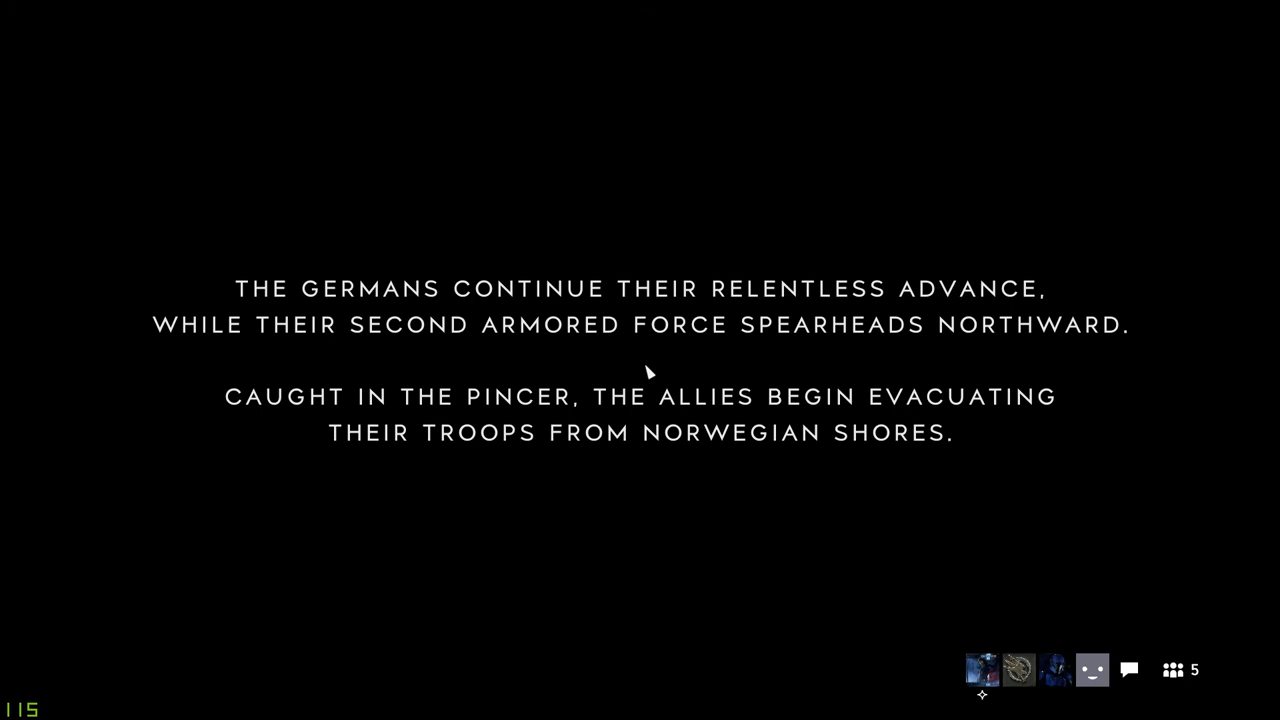 THE GERMANS CONTINUE THEIR RELENTLESS ADVANCE,
WHILE THEIR SECOND ARMORED FORCE SPEARHEADS NORTHWARD.
CAUGHT IN THE PINCER, THE ALLIES BEGIN EVACUATING
THEIR TROOPS FROM NORWEGIAN SHORES.
5
115